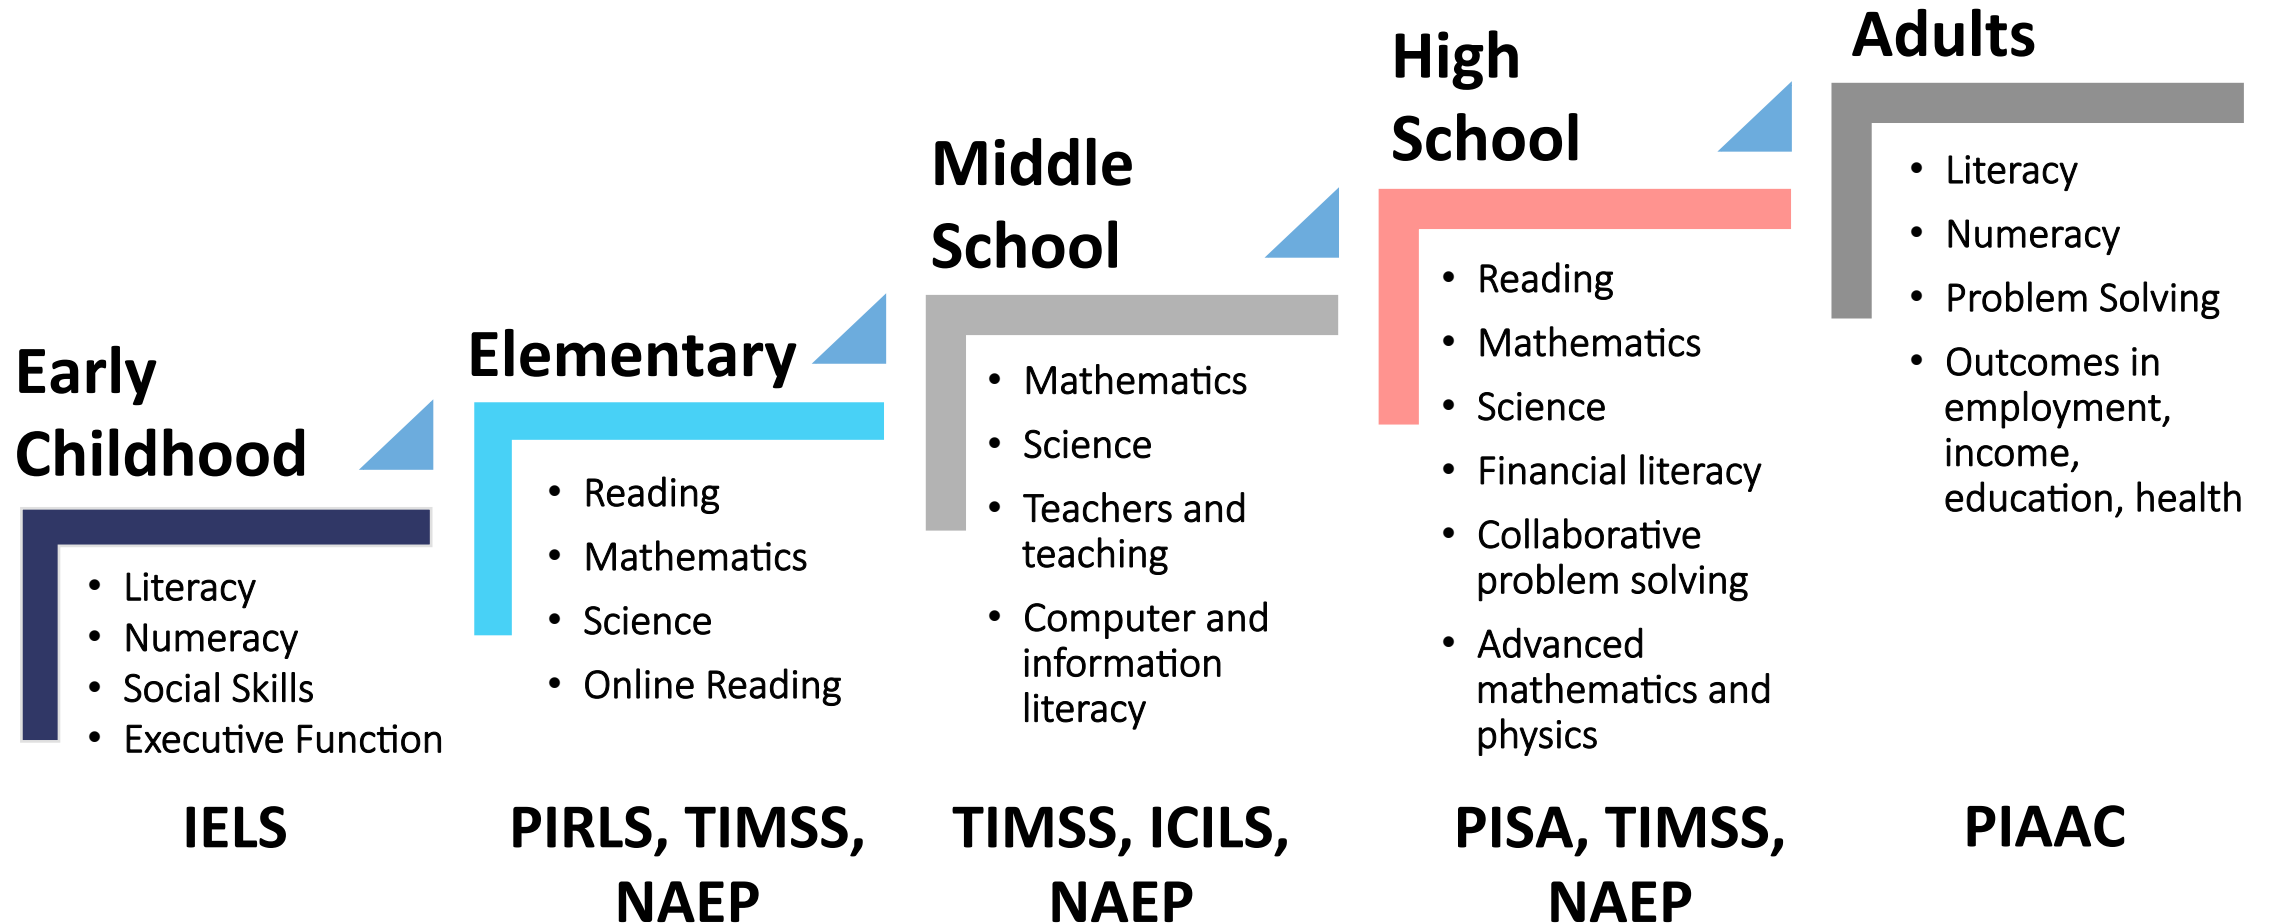 Early
Childhood
• Literacy
• Numeracy
• Social Skills
• Executive Function
IELS
Elementary
• Reading
• Mathematics
• Science
• Online Reading
PIRLS, TIMSS,
NAEP
Middle
School
• Mathematics
• Science
• Teachers and
teaching
• Computer and
information
literacy
TIMSS, ICILS,
NAEP
High
School
• Reading
• Mathematics
• Science
• Financial literacy
• Collaborative
problem solving
• Advanced
mathematics and
physics
PISA, TIMSS,
NAEP
Adults
• Literacy
• Numeracy
• Problem Solving
• Outcomes in
employment,
income,
education, health
PIAAC